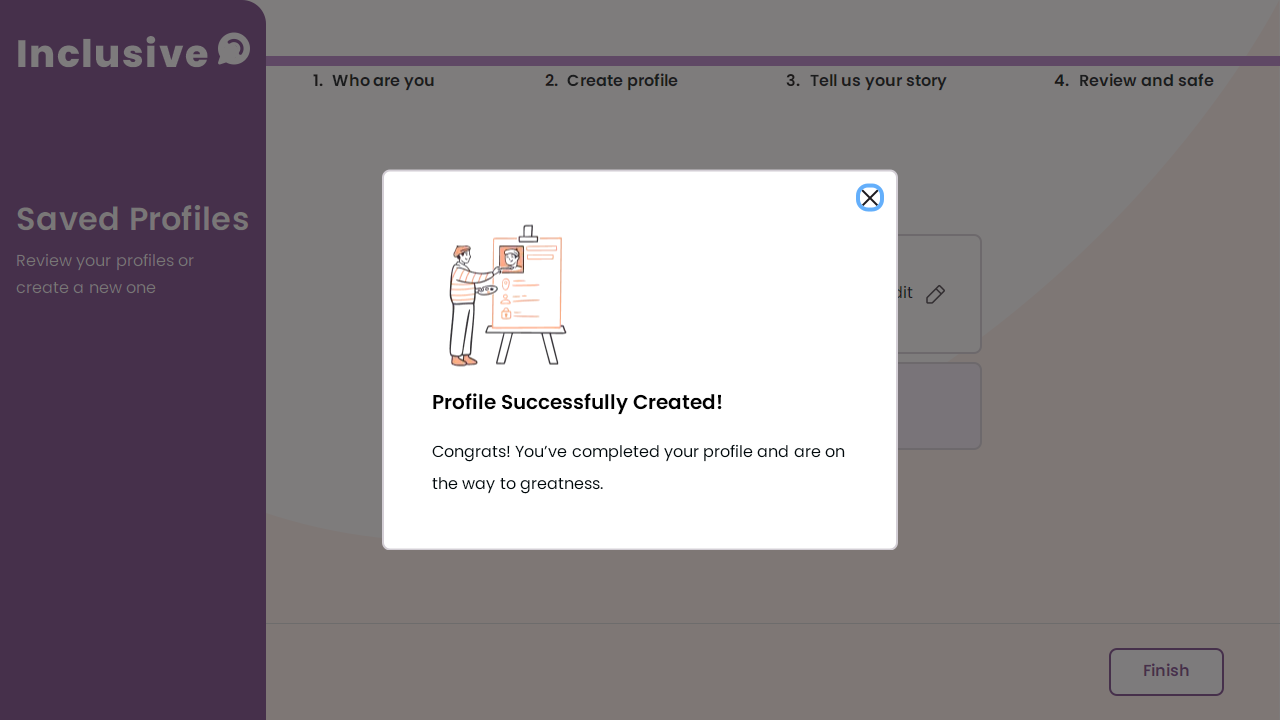 Inclusive
1. Who are you
2. Create profile
3. Tell us your story
4. Review and safe
Saved Profiles
Review your profiles or
create a new one
Profile Successfully Created!
Congrats! You’ve completed your profile and are on
the way to greatness.
Finish